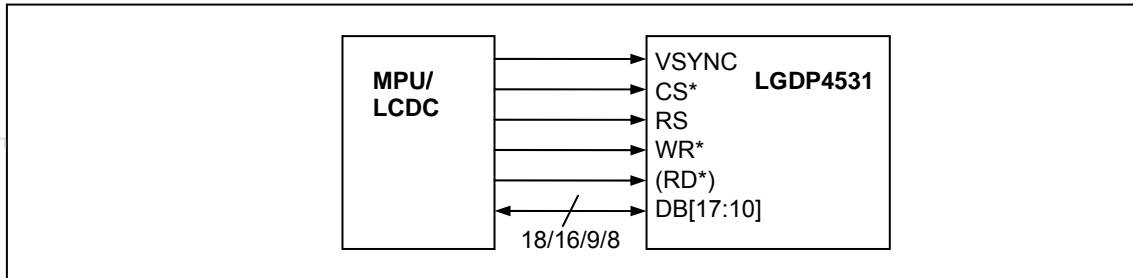 MPU/
LCDC
VSYNC
CS*
RS
WR*
(RD*)
DB[17:10]
LGDP4531
18/16/9/8